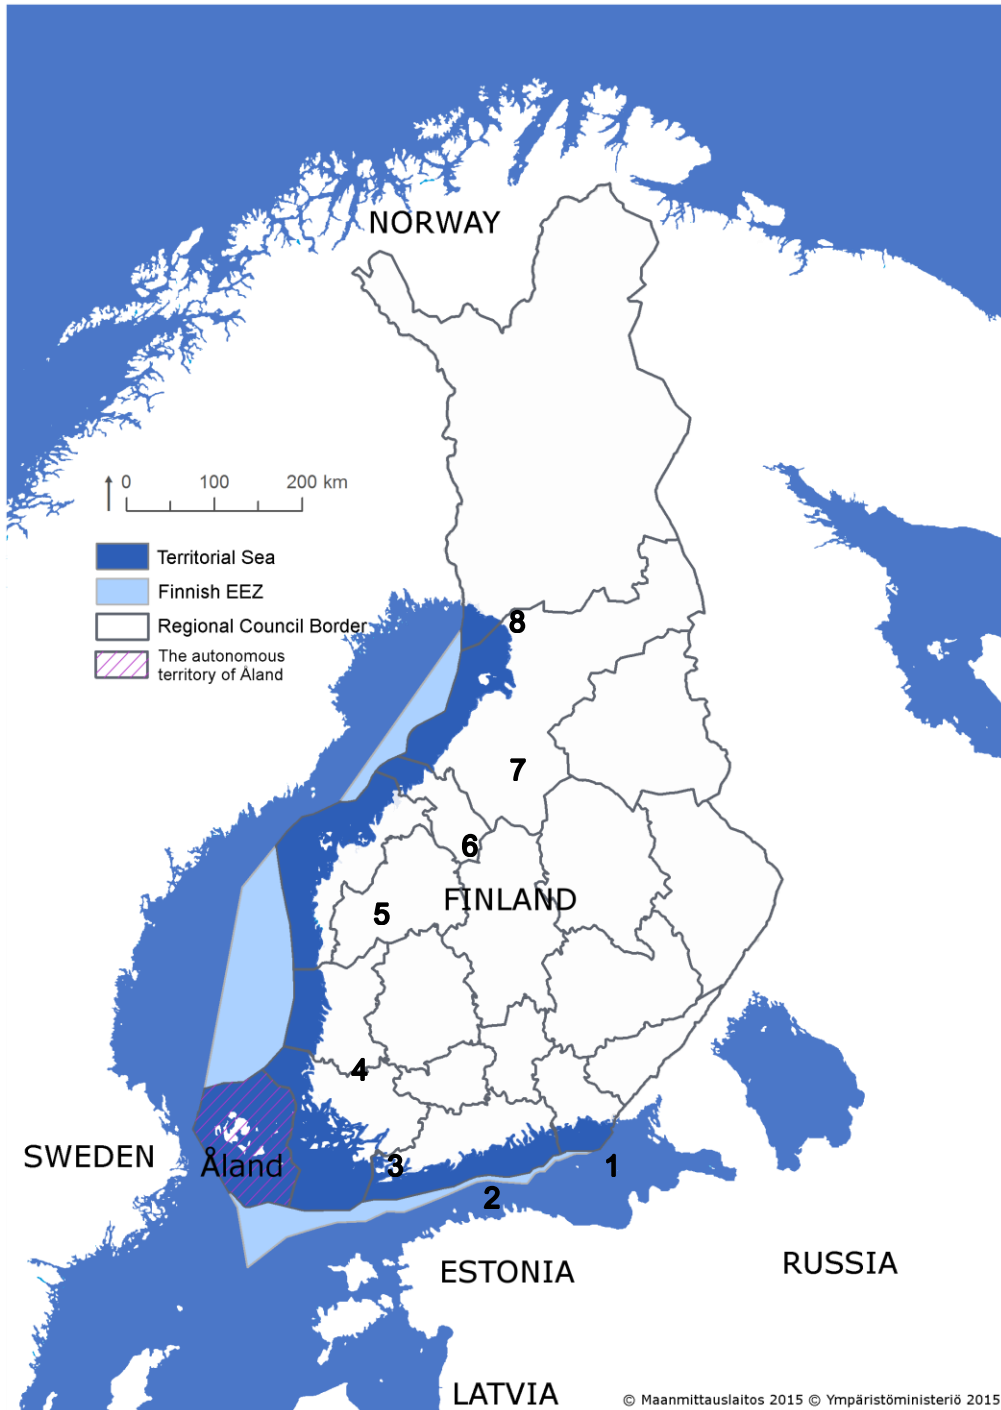 NORWAY
0 100 200 km
Territorial Sea
Finnish EEZ
Regional Council Border
The autonomous
territory of Åland
8
7
6
FINLAND
5
4
SWEDEN
Åland
3
1
2
ESTONIA
RUSSIA
LATVIA
© Maanmittauslaitos 2015 © Ympäristöministeriö 2015